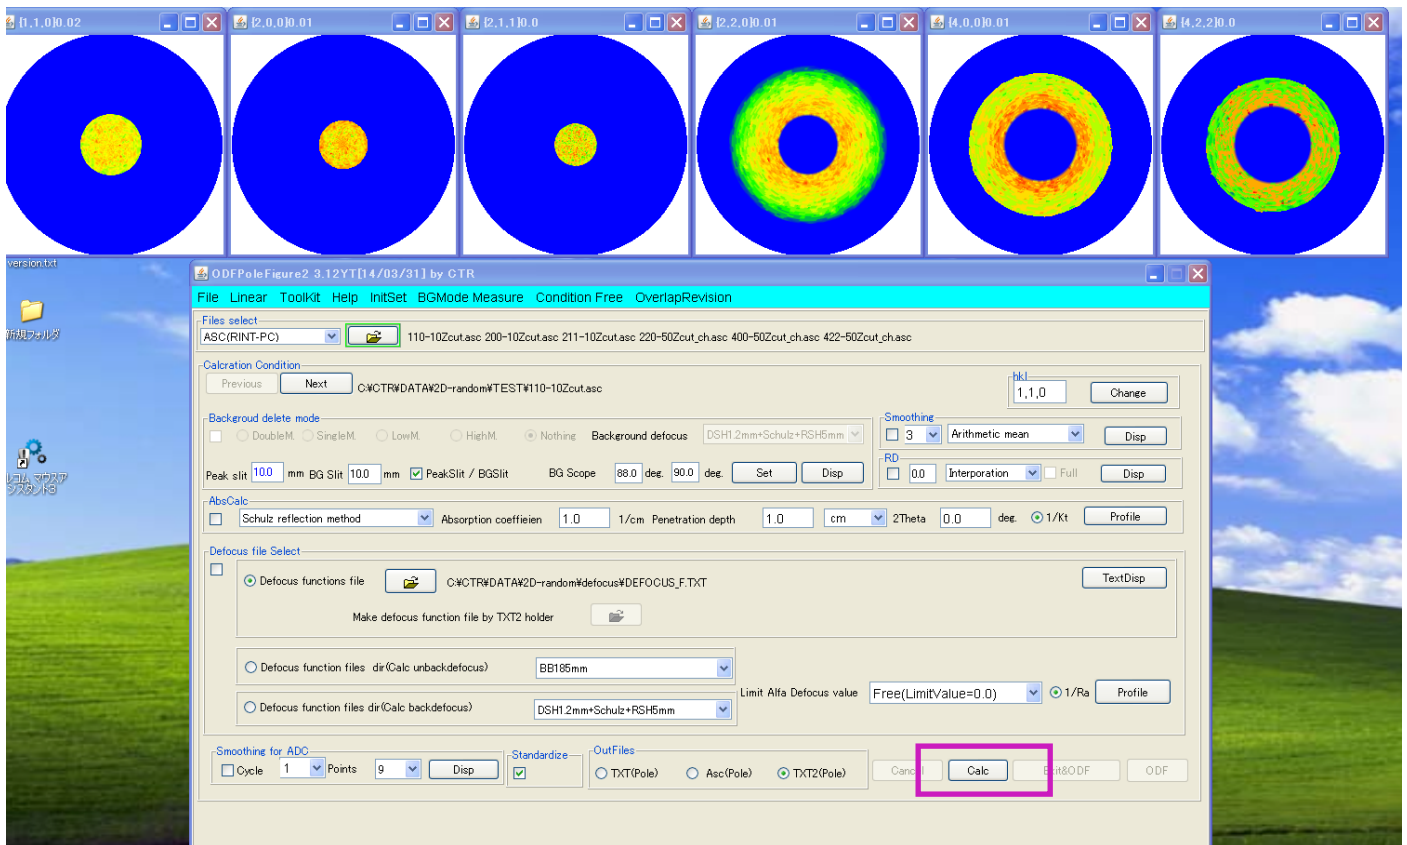 {1,1,0}0.02
{2,0,0}0.01
{2,1,1}0.0
{2,2,0}0.01
{4,0,0}0.01
{4,2,2}0.0
version.txt
新規フォルダ
ODFPoleFigure2 3.12YT[14/03/31] by CTR
File Linear ToolKit Help InitSet BGMode Measure Condition Free OverlapRevision
Files select
ASC(RINT-PC) 110-10Zcut.asc 200-10Zcut.asc 211-10Zcut.asc 220-50Zcut_ch.asc 400-50Zcut_ch.asc 422-50Zcut_ch.asc
Calcration Condition
Previous Next C:¥CTR¥DATA¥2D-random¥TEST¥110-10Zcut.asc
hkl
1,1,0 Change
Backgroud delete mode
DoubleM. SingleM. LowM. HighM. Nothing Background defocus DSH1.2mm+Schulz+RSH5mm
Smoothing
3 Arithmetic mean Disp
Peak slit 10.0 mm BG Slit 10.0 mm PeakSlit / BGSlit BG Scope 88.0 deg. 90.0 deg. Set Disp
RD
0.0 Interporation Full Disp
AbsCalc
Schulz reflection method Absorption coeffieien 1.0 1/cm Penetration depth 1.0 cm 2Theta 0.0 deg. 1/Kt Profile
Defocus file Select
Defocus functions file C:¥CTR¥DATA¥2D-random¥defocus¥DEFOCUS_F.TXT TextDisp
Make defocus function file by TXT2 holder
Defocus function files dir(Calc unbackdefocus) BB185mm
Limit Alfa Defocus value Free(LimitValue=0.0) 1/Ra Profile
Defocus function files dir(Calc backdefocus) DSH1.2mm+Schulz+RSH5mm
Smoothing for ADC
Cycle 1 Points 9 Disp
Standardize
OutFiles
TXT(Pole) Asc(Pole) TXT2(Pole)
Cancel Calc Exit&ODF ODF